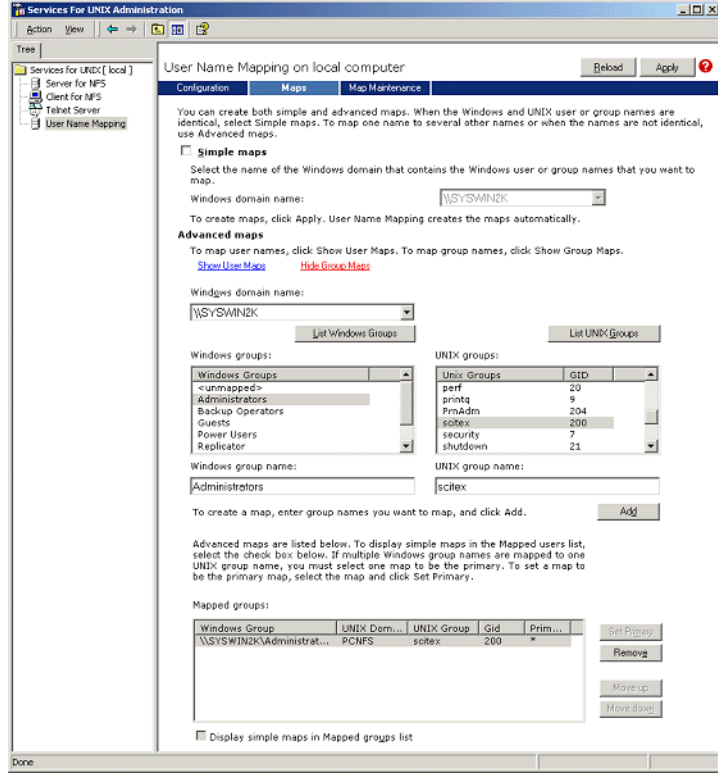 Services For UNIX Administration
Action View
Tree
Services for UNIX [ local ]
Server for NFS
Client for NFS
Telnet Server
User Name Mapping
User Name Mapping on local computer
Reload Apply
Configuration Maps Map Maintenance
You can create both simple and advanced maps. When the Windows and UNIX user or group names are
identical, select Simple maps. To map one name to several other names or when the names are not identical,
use Advanced maps.
Simple maps
Select the name of the Windows domain that contains the Windows user or group names that you want to
map.
Windows domain name: \\SYSWIN2K
To create maps, click Apply. User Name Mapping creates the maps automatically.
Advanced maps
To map user names, click Show User Maps. To map group names, click Show Group Maps.
Show User Maps Hide Group Maps
Windows domain name:
\\SYSWIN2K
List Windows Groups List UNIX Groups
Windows groups: UNIX groups:
Windows Groups Unix Groups GID
<unmapped> perf 20
Administrators printq 9
Backup Operators PrnAdm 204
Guests scitex 200
Power Users security 7
Replicator shutdown 21
Windows group name: UNIX group name:
Administrators scitex
To create a map, enter group names you want to map, and click Add. Add
Advanced maps are listed below. To display simple maps in the Mapped users list,
select the check box below. If multiple Windows group names are mapped to one
UNIX group name, you must select one map to be the primary. To set a map to
be the primary map, select the map and click Set Primary.
Mapped groups:
Windows Group UNIX Dom... UNIX Group Gid Prim...
\\SYSWIN2K\Administrat... PCNFS scitex 200 *
Set Primary
Remove
Move up
Move down
Display simple maps in Mapped groups list
Done